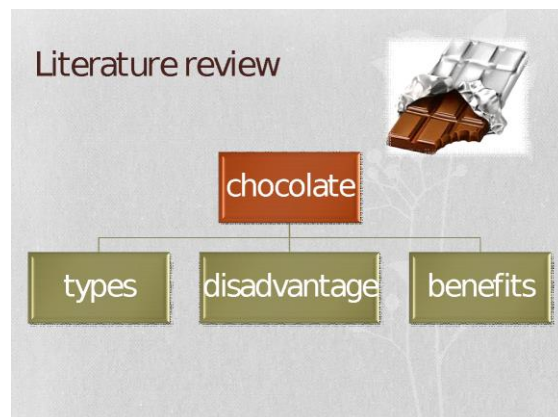 Literature review
chocolate
types
disadvantage
benefits